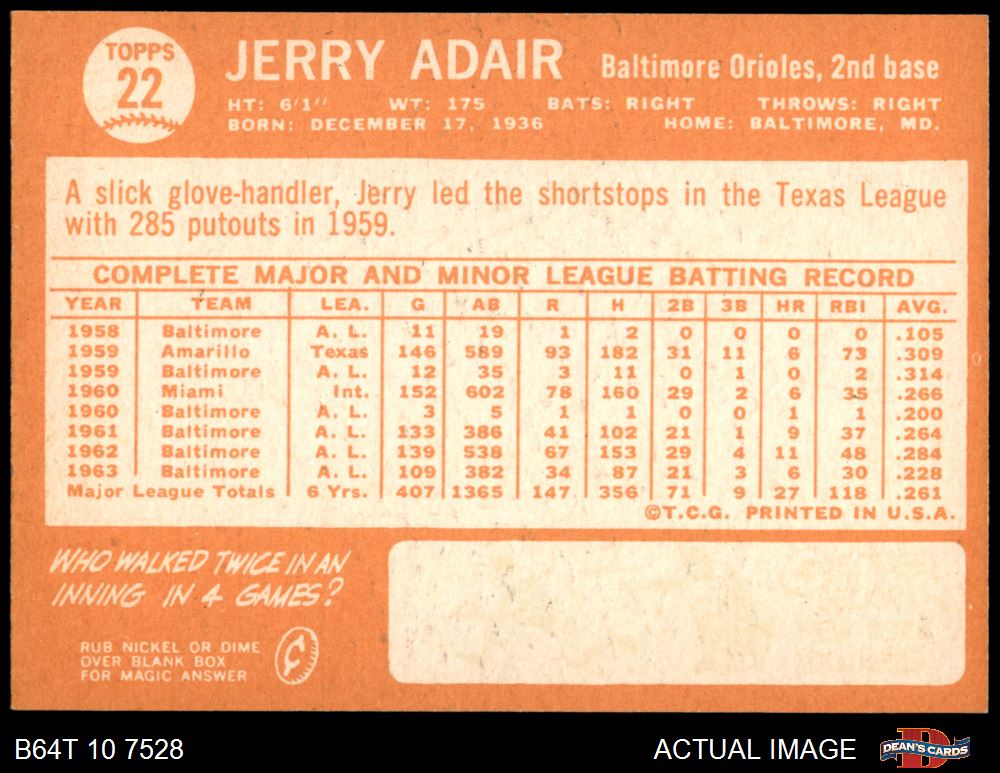 TOPPS
22
JERRY ADAIR Baltimore Orioles, 2nd base
HT: 6'1" WT: 175 BATS: RIGHT THROWS: RIGHT
BORN: DECEMBER 17, 1936 HOME: BALTIMORE, MD.
A slick glove-handler, Jerry led the shortstops in the Texas League
with 285 putouts in 1959.
COMPLETE MAJOR AND MINOR LEAGUE BATTING RECORD
YEAR TEAM LEA. G AB R H 2B 3B HR RBI AVG.
1958 Baltimore A. L. 11 19 1 2 0 0 0 0 .105
1959 Amarillo Texas 146 589 93 182 31 11 6 73 .309
1959 Baltimore A. L. 12 35 3 11 0 1 0 2 .314
1960 Miami Int. 152 602 78 160 29 2 6 35 .266
1960 Baltimore A. L. 3 5 1 1 0 0 1 1 .200
1961 Baltimore A. L. 133 386 41 102 21 1 9 37 .264
1962 Baltimore A. L. 139 538 67 153 29 4 11 48 .284
1963 Baltimore A. L. 109 382 34 87 21 3 6 30 .228
Major League Totals 6 Yrs. 407 1365 147 356 71 9 27 118 .261
©T.C.G. PRINTED IN U.S.A.
WHO WALKED TWICE IN AN
INNING IN 4 GAMES?
RUB NICKEL OR DIME
OVER BLANK BOX
FOR MAGIC ANSWER
¢
B64T 10 7528 ACTUAL IMAGE DEAN'S CARDS